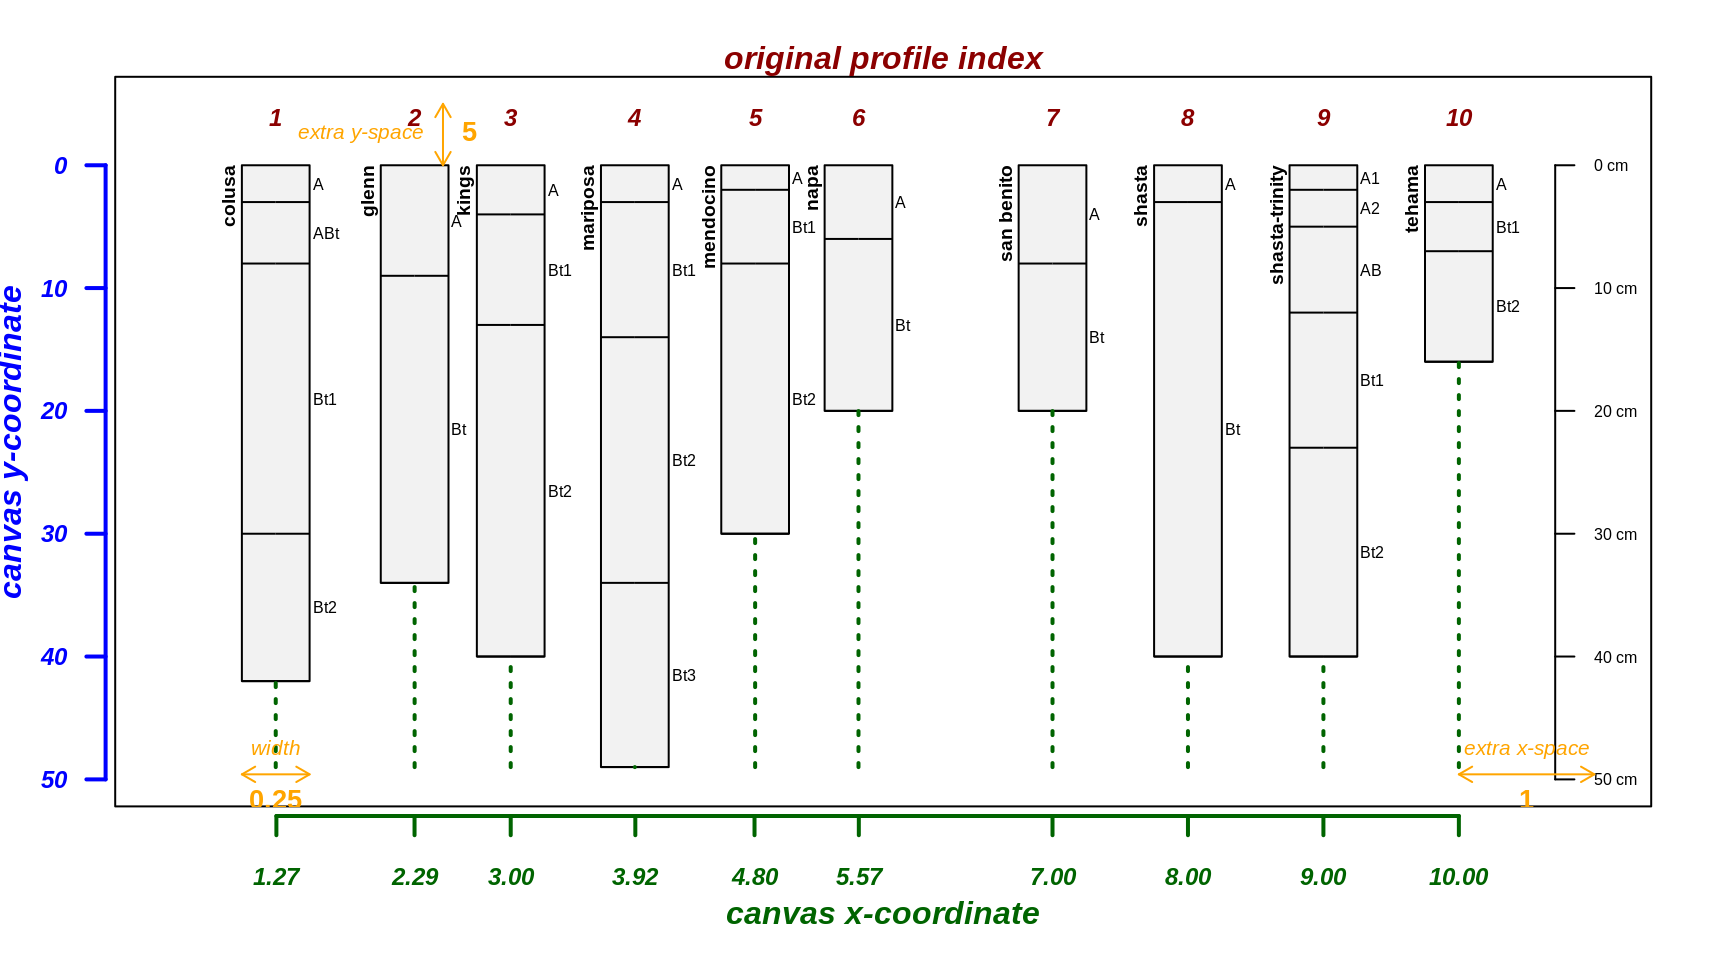 original profile index
1 2 3 4 5 6 7 8 9 10
extra y-space 5
canvas y-coordinate
0
10
20
30
40
50
colusa
A
ABt
Bt1
Bt2
glenn
A
Bt
kings
A
Bt1
Bt2
mariposa
A
Bt1
Bt2
Bt3
mendocino
A
Bt1
Bt2
napa
A
Bt
san benito
A
Bt
shasta
A
Bt
shasta-trinity
A1
A2
AB
Bt1
Bt2
tehama
A
Bt1
Bt2
0 cm
10 cm
20 cm
30 cm
40 cm
50 cm
width
0.25
extra x-space
1
1.27 2.29 3.00 3.92 4.80 5.57 7.00 8.00 9.00 10.00
canvas x-coordinate